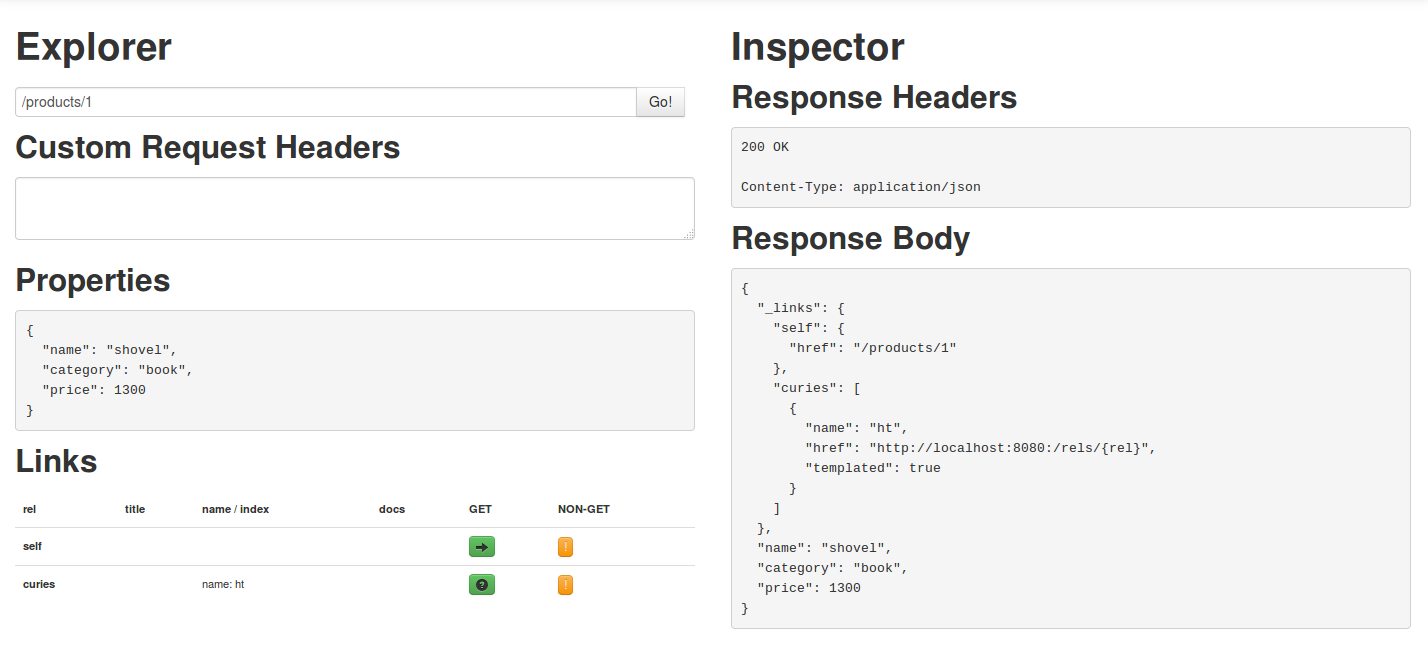 Explorer
/products/1 Go!
Custom Request Headers
Properties
{
  "name": "shovel",
  "category": "book",
  "price": 1300
}
Links
rel title name / index docs GET NON-GET
self !
curies name: ht ? !
Inspector
Response Headers
200 OK
Content-Type: application/json
Response Body
{
  "_links": {
    "self": {
      "href": "/products/1"
    },
    "curies": [
      {
        "name": "ht",
        "href": "http://localhost:8080:/rels/{rel}",
        "templated": true
      }
    ]
  },
  "name": "shovel",
  "category": "book",
  "price": 1300
}